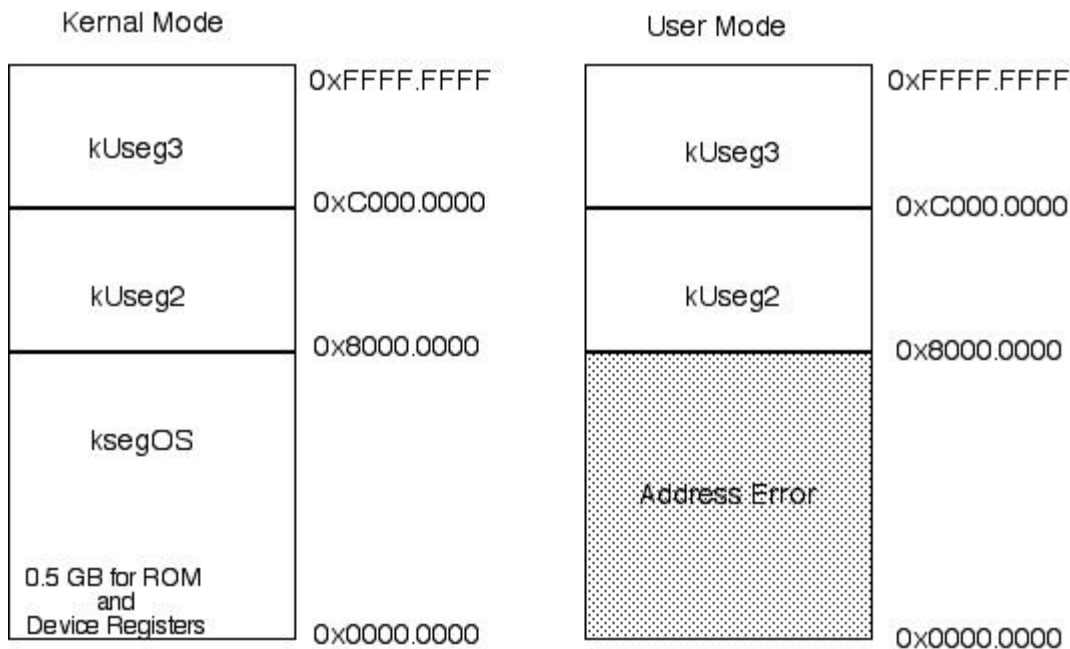 Kernal Mode
0xFFFF.FFFF
kUseg3
0xC000.0000
kUseg2
0x8000.0000
ksegOS
0.5 GB for ROM
and
Device Registers
0x0000.0000
User Mode
0xFFFF.FFFF
kUseg3
0xC000.0000
kUseg2
0x8000.0000
Address Error
0x0000.0000